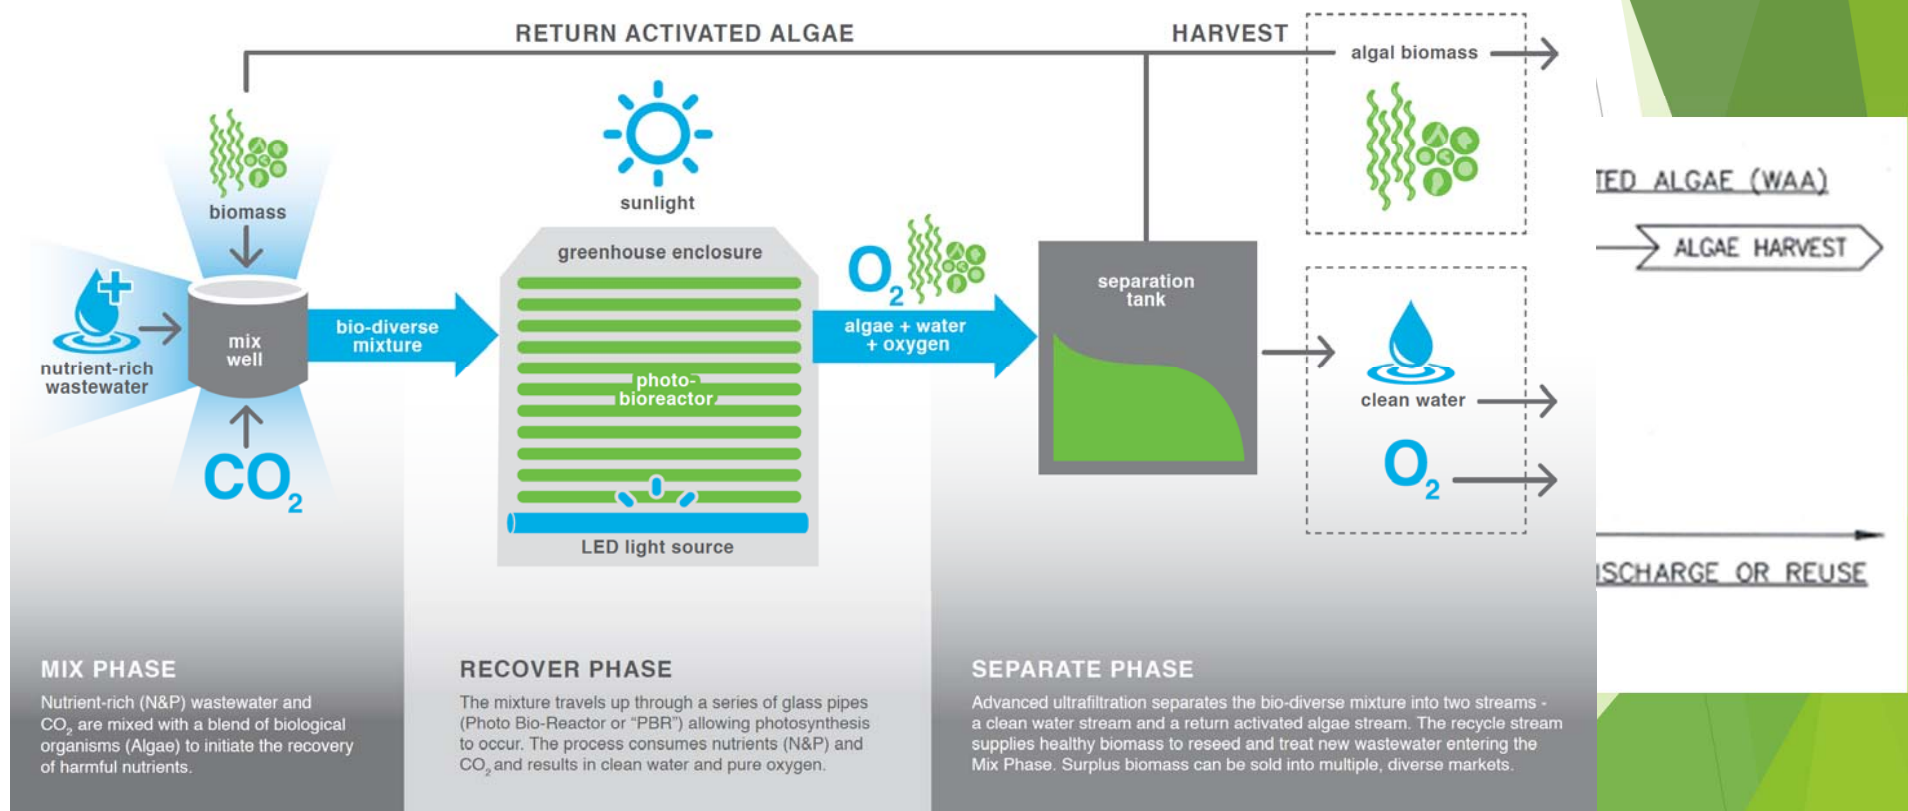 RETURN ACTIVATED ALGAE
HARVEST
algal biomass
sunlight
biomass
greenhouse enclosure
O2
separation
tank
nutrient-rich
wastewater
mix
well
bio-diverse
mixture
photo-
bioreactor
algae + water
+ oxygen
clean water
CO2
O2
LED light source
MIX PHASE
Nutrient-rich (N&P) wastewater and
CO2 are mixed with a blend of biological
organisms (Algae) to initiate the recovery
of harmful nutrients.
RECOVER PHASE
The mixture travels up through a series of glass pipes
(Photo Bio-Reactor or “PBR”) allowing photosynthesis
to occur. The process consumes nutrients (N&P) and
CO2 and results in clean water and pure oxygen.
SEPARATE PHASE
Advanced ultrafiltration separates the bio-diverse mixture into two streams -
a clean water stream and a return activated algae stream. The recycle stream
supplies healthy biomass to reseed and treat new wastewater entering the
Mix Phase. Surplus biomass can be sold into multiple, diverse markets.
TED ALGAE (WAA)
ALGAE HARVEST
ISCHARGE OR REUSE